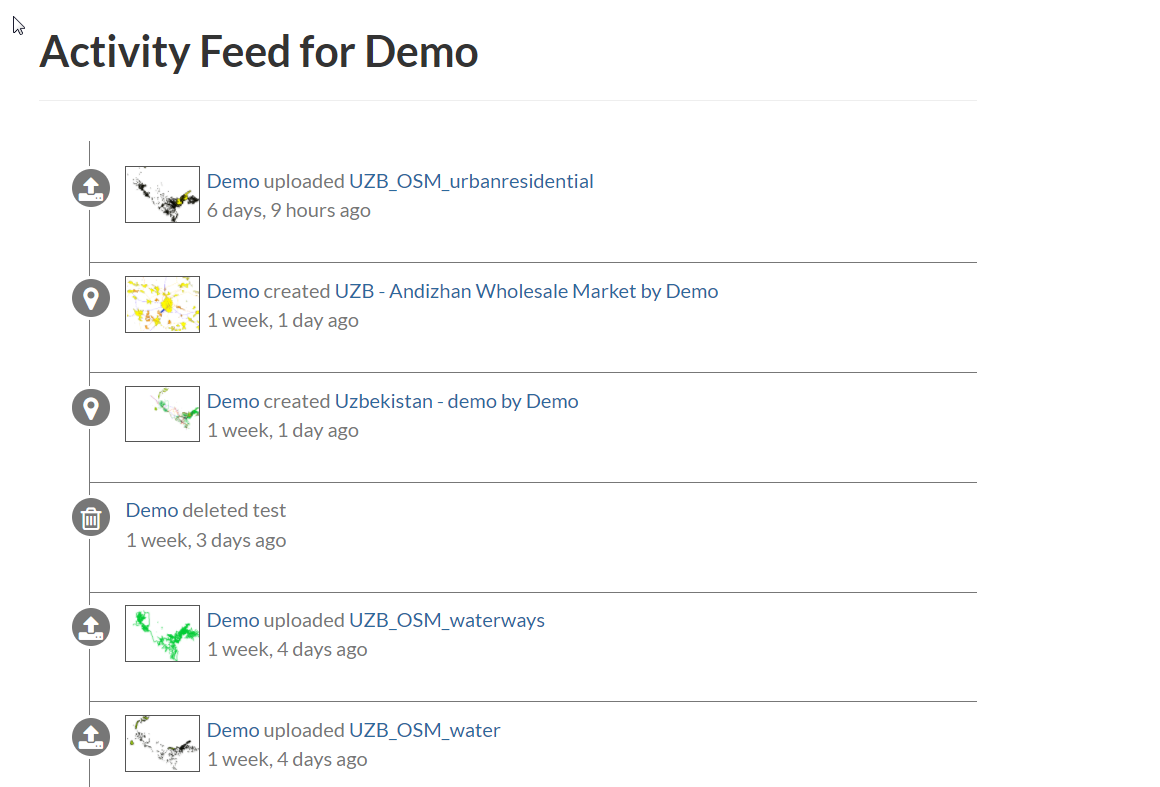 Activity Feed for Demo
Demo uploaded UZB_OSM_urbanresidential
6 days, 9 hours ago
Demo created UZB - Andizhan Wholesale Market by Demo
1 week, 1 day ago
Demo created Uzbekistan - demo by Demo
1 week, 1 day ago
Demo deleted test
1 week, 3 days ago
Demo uploaded UZB_OSM_waterways
1 week, 4 days ago
Demo uploaded UZB_OSM_water
1 week, 4 days ago